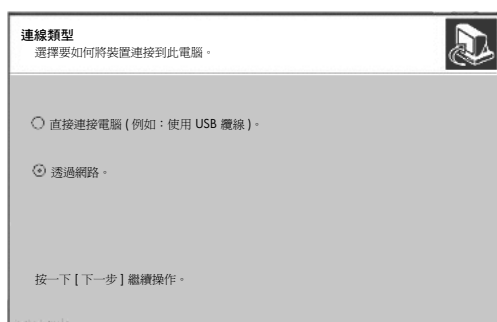 連線類型
選擇要如何將裝置連接到此電腦。
直接連接電腦 ( 例如：使用 USB 纜線 )。
透過網路。
按一下 [ 下一步 ] 繼續操作。